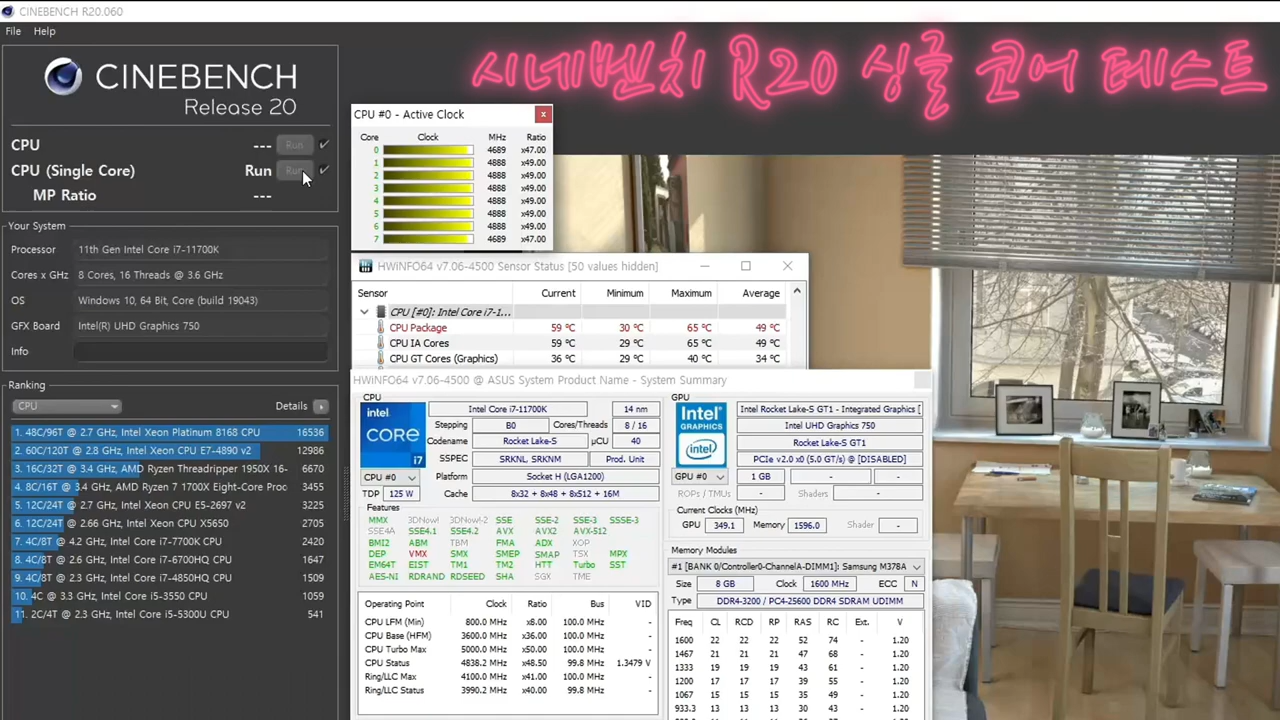 CINEBENCH R20.060
File Help
시네벤치 R20 싱글 코어 테스트
CINEBENCH
Release 20
CPU --- Run
CPU (Single Core) Run Run
MP Ratio ---
Your System
Processor 11th Gen Intel Core i7-11700K
Cores x GHz 8 Cores, 16 Threads @ 3.6 GHz
OS Windows 10, 64 Bit, Core (build 19043)
GFX Board Intel(R) UHD Graphics 750
Info
Ranking
CPU Details
1. 48C/96T @ 2.7 GHz, Intel Xeon Platinum 8168 CPU 16536
2. 60C/120T @ 2.8 GHz, Intel Xeon CPU E7-4890 v2 12986
3. 16C/32T @ 3.4 GHz, AMD Ryzen Threadripper 1950X 16- 6670
4. 8C/16T @ 3.4 GHz, AMD Ryzen 7 1700X Eight-Core Proc 3455
5. 12C/24T @ 2.7 GHz, Intel Xeon CPU E5-2697 v2 3225
6. 12C/24T @ 2.66 GHz, Intel Xeon CPU X5650 2705
7. 4C/8T @ 4.2 GHz, Intel Core i7-7700K CPU 2420
8. 4C/8T @ 2.6 GHz, Intel Core i7-6700HQ CPU 1647
9. 4C/8T @ 2.3 GHz, Intel Core i7-4850HQ CPU 1509
10. 4C @ 3.3 GHz, Intel Core i5-3550 CPU 1059
11. 2C/4T @ 2.3 GHz, Intel Core i5-5300U CPU 541
CPU #0 - Active Clock x
Core Clock MHz Ratio
0 4689 x47.00
1 4888 x49.00
2 4888 x49.00
3 4888 x49.00
4 4888 x49.00
5 4888 x49.00
6 4888 x49.00
7 4689 x47.00
HWiNFO64 v7.06-4500 Sensor Status [50 values hidden]
Sensor Current Minimum Maximum Average
CPU [#0]: Intel Core i7-1...
CPU Package 59 ℃ 30 ℃ 65 ℃ 49 ℃
CPU IA Cores 59 ℃ 29 ℃ 65 ℃ 49 ℃
CPU GT Cores (Graphics) 36 ℃ 29 ℃ 40 ℃ 34 ℃
HWiNFO64 v7.06-4500 @ ASUS System Product Name - System Summary
CPU
intel CORE i7
Intel Core i7-11700K 14 nm
Stepping B0 Cores/Threads 8 / 16
Codename Rocket Lake-S µCU 40
SSPEC SRKNL, SRKNM Prod. Unit
CPU #0 Platform Socket H (LGA1200)
TDP 125 W Cache 8x32 + 8x48 + 8x512 + 16M
Features
MMX 3DNow! 3DNow!-2 SSE SSE-2 SSE-3 SSSE-3
SSE4A SSE4.1 SSE4.2 AVX AVX2 AVX-512
BMI2 ABM TBM FMA ADX XOP
DEP VMX SMX SMEP SMAP TSX MPX
EM64T EIST TM1 TM2 HTT Turbo SST
AES-NI RDRAND RDSEED SHA SGX TME
Operating Point Clock Ratio Bus VID
CPU LFM (Min) 800.0 MHz x8.00 100.0 MHz -
CPU Base (HFM) 3600.0 MHz x36.00 100.0 MHz -
CPU Turbo Max 5000.0 MHz x50.00 100.0 MHz -
CPU Status 4838.2 MHz x48.50 99.8 MHz 1.3479 V
Ring/LLC Max 4100.0 MHz x41.00 100.0 MHz -
Ring/LLC Status 3990.2 MHz x40.00 99.8 MHz -
GPU
Intel GRAPHICS intel
Intel Rocket Lake-S GT1 - Integrated Graphics [
Intel UHD Graphics 750
Rocket Lake-S GT1
PCIe v2.0 x0 (5.0 GT/s) @ [DISABLED]
GPU #0 1 GB - -
ROPs / TMUs - Shaders -
Current Clocks (MHz)
GPU 349.1 Memory 1596.0 Shader -
Memory Modules
#1 [BANK 0/Controller0-ChannelA-DIMM1]: Samsung M378A
Size 8 GB Clock 1600 MHz ECC N
Type DDR4-3200 / PC4-25600 DDR4 SDRAM UDIMM
Freq CL RCD RP RAS RC Ext. V
1600 22 22 22 52 74 - 1.20
1467 21 21 21 47 68 - 1.20
1333 19 19 19 43 61 - 1.20
1200 17 17 17 39 55 - 1.20
1067 15 15 15 35 49 - 1.20
933.3 13 13 13 30 43 - 1.20